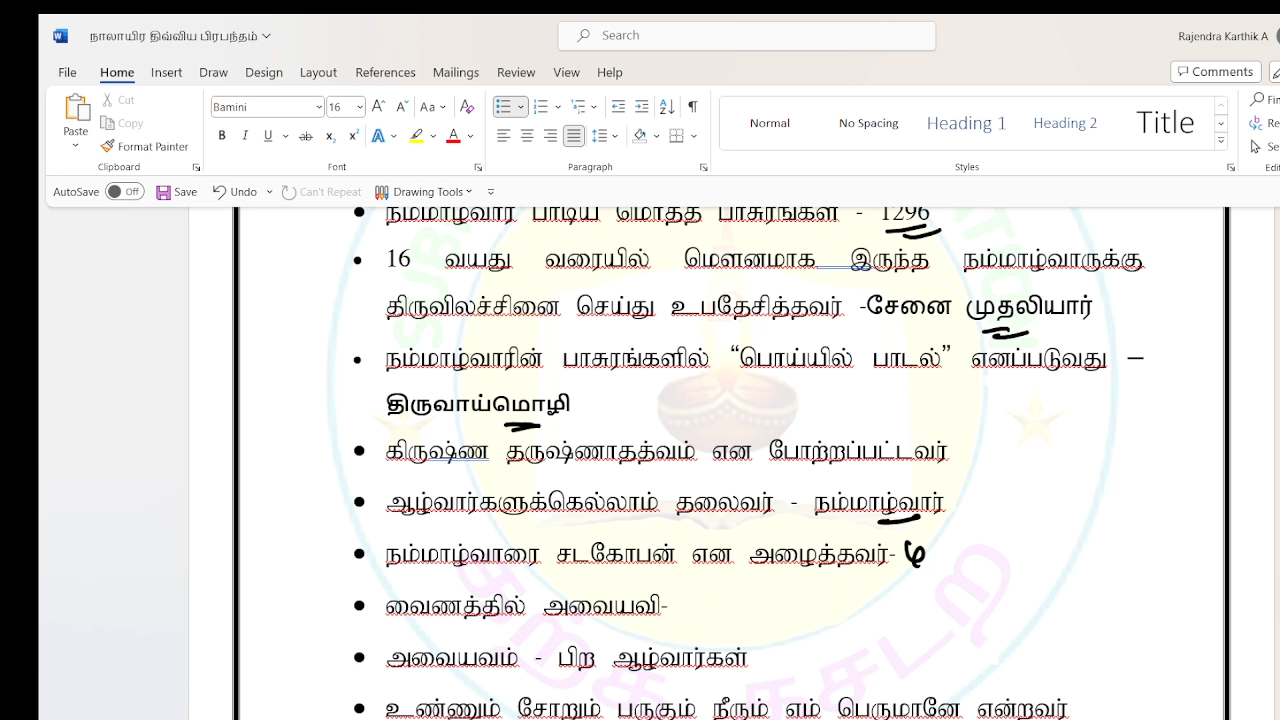 நாலாயிர திவ்விய பிரபந்தம்
Search
Rajendra Karthik A
File Home Insert Draw Design Layout References Mailings Review View Help
Comments
Paste
Cut
Copy
Format Painter
Clipboard
Bamini 16
Aa
B I U ab
Font
Paragraph
Normal No Spacing Heading 1 Heading 2 Title
Styles
AutoSave Off Save Undo Can't Repeat Drawing Tools
நம்மாழ்வார் பாடிய மொத்த பாசுரங்கள் - 1296
16 வயது வரையில் மௌனமாக இருந்த நம்மாழ்வாருக்கு
திருவிலச்சினை செய்து உபதேசித்தவர் -சேனை முதலியார்
நம்மாழ்வாரின் பாசுரங்களில் “பொய்யில் பாடல்” எனப்படுவது –
திருவாய்மொழி
கிருஷ்ண தருஷ்ணாதத்வம் என போற்றப்பட்டவர்
ஆழ்வார்களுக்கெல்லாம் தலைவர் - நம்மாழ்வார்
நம்மாழ்வாரை சடகோபன் என அழைத்தவர்-
வைணத்தில் அவையவி-
அவையவம் - பிற ஆழ்வார்கள்
உண்ணும் சோறும் பருகும் நீரும் எம் பெருமானே என்றவர்